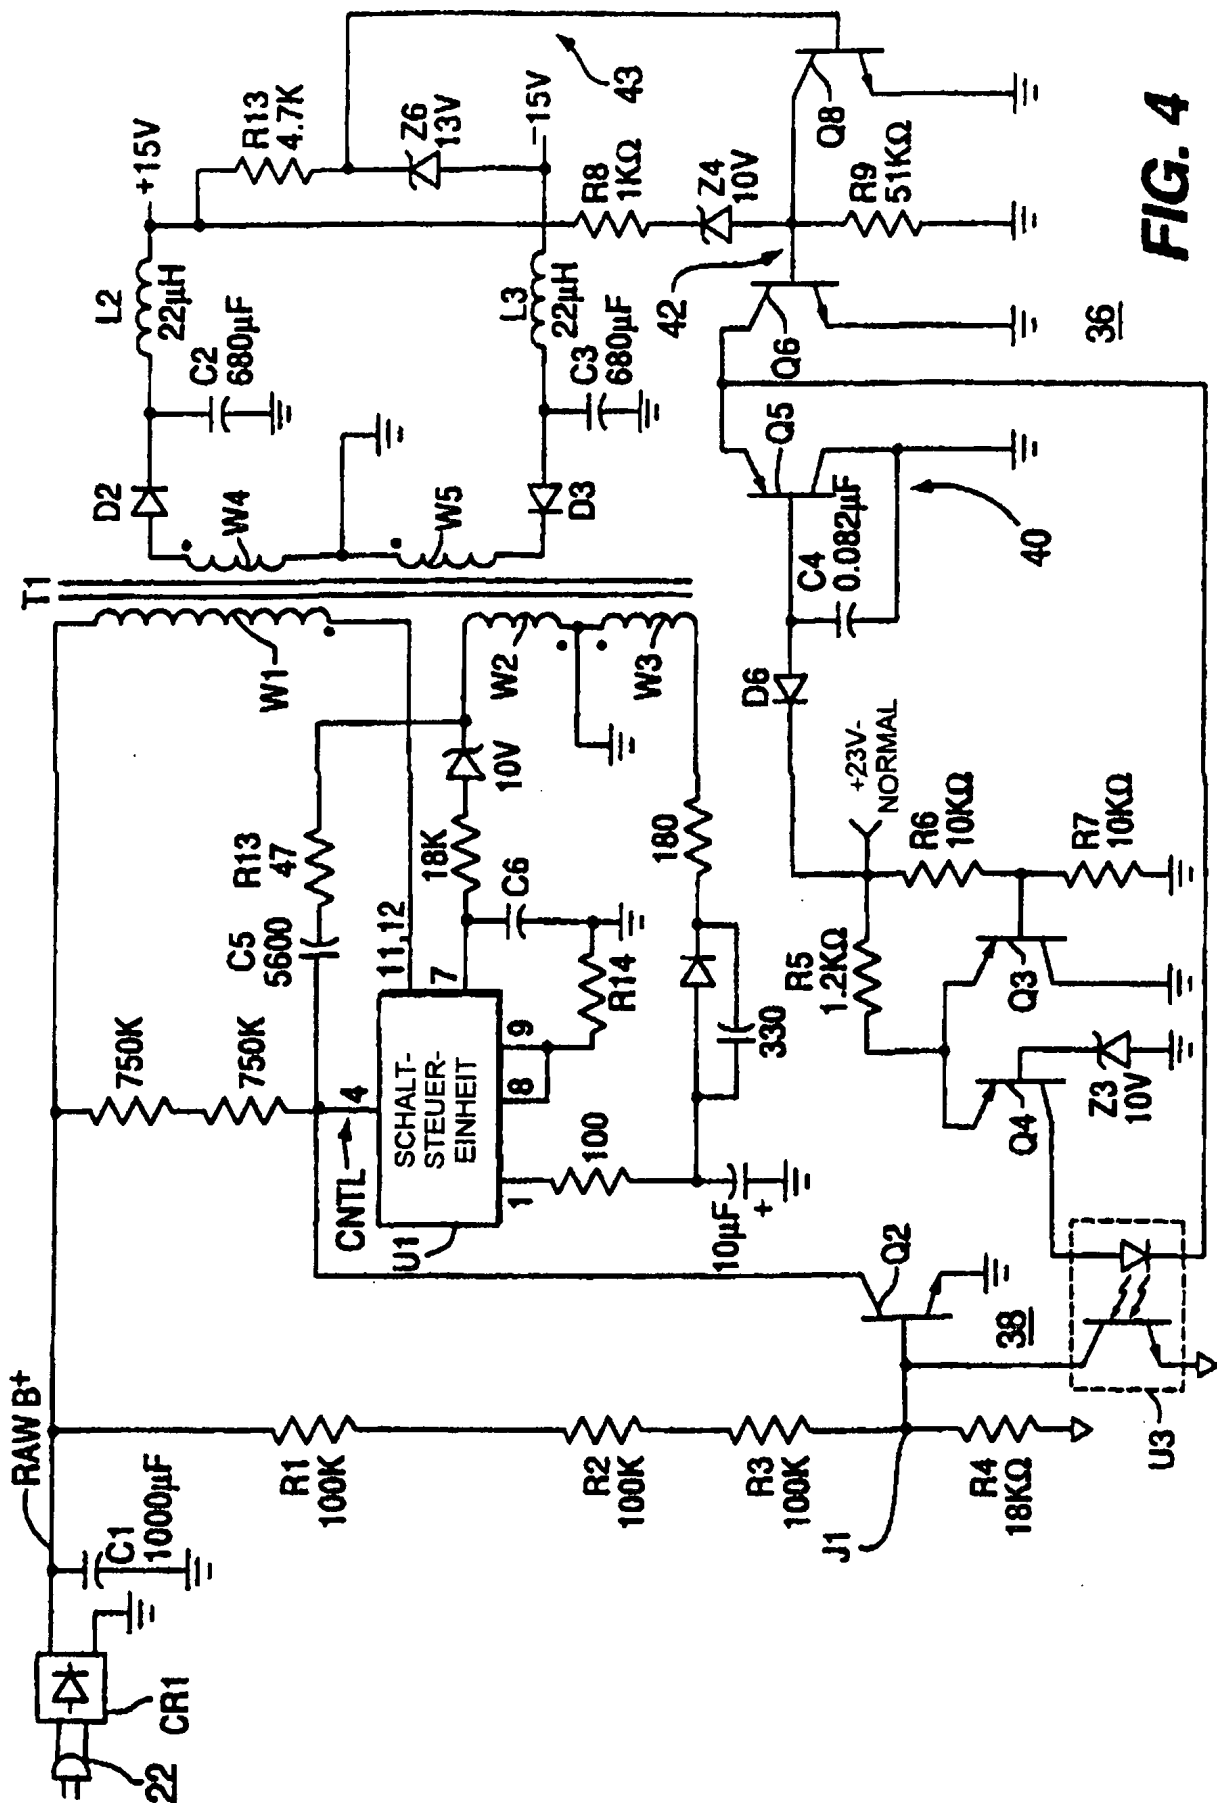 22
CR1
RAW B+
C1
1000µF
R1
100K
R2
100K
R3
100K
J1
R4
18KΩ
U3
38
Q2
750K
750K
C5
5600
R13
47
CNTL
4
U1
SCHALT-
STEUER-
EINHEIT
11,12
7
1
8
9
18K
10V
C6
R14
100
10µF
+
330
180
T1
W1
W2
W3
W4
W5
D2
D3
C2
680µF
C3
680µF
L2
22µH
L3
22µH
+15V
-15V
R13
4.7K
Z6
13V
43
R8
1KΩ
Z4
10V
42
R9
51KΩ
Q8
Q6
Q5
C4
0.082µF
40
D6
+23V-
NORMAL
R5
1.2KΩ
R6
10KΩ
R7
10KΩ
Q3
Q4
Z3
10V
36
FIG. 4